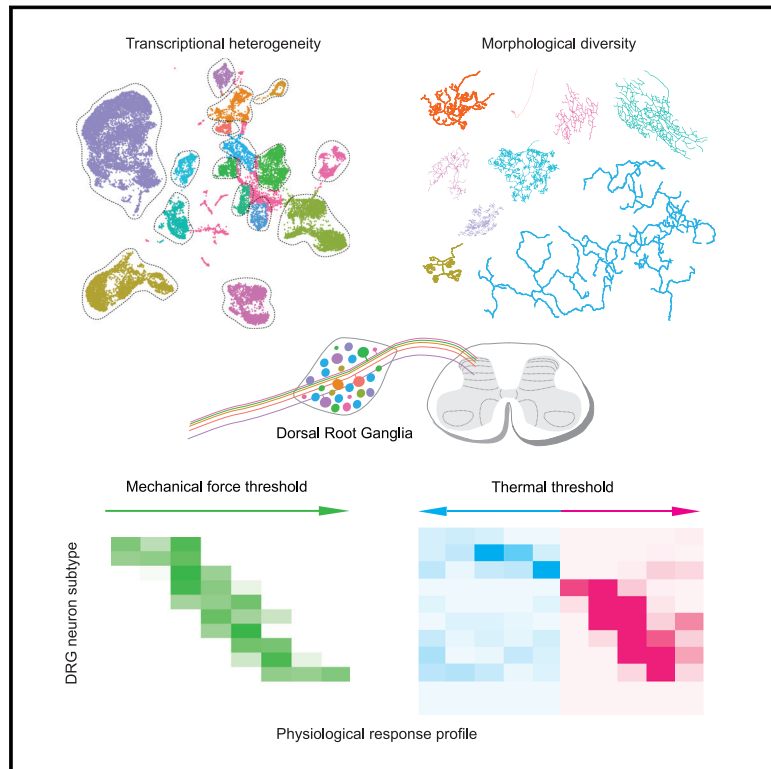 Transcriptional heterogeneity
Morphological diversity
Dorsal Root Ganglia
Mechanical force threshold
Thermal threshold
DRG neuron subtype
Physiological response profile